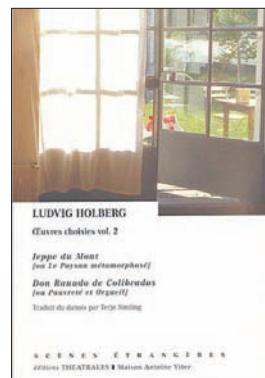 LUDVIG HOLBERG
Œuvres choisies vol. 2
Jeppe du Mont
[ou Le Paysan métamorphosé]
Don Ranudo de Colibrados
[ou Pauvreté et Orgueil]
Traduit du danois par Terje Sinding
SCÈNES ÉTRANGÈRES
éditions THEATRALES Maison Antoine Vitez